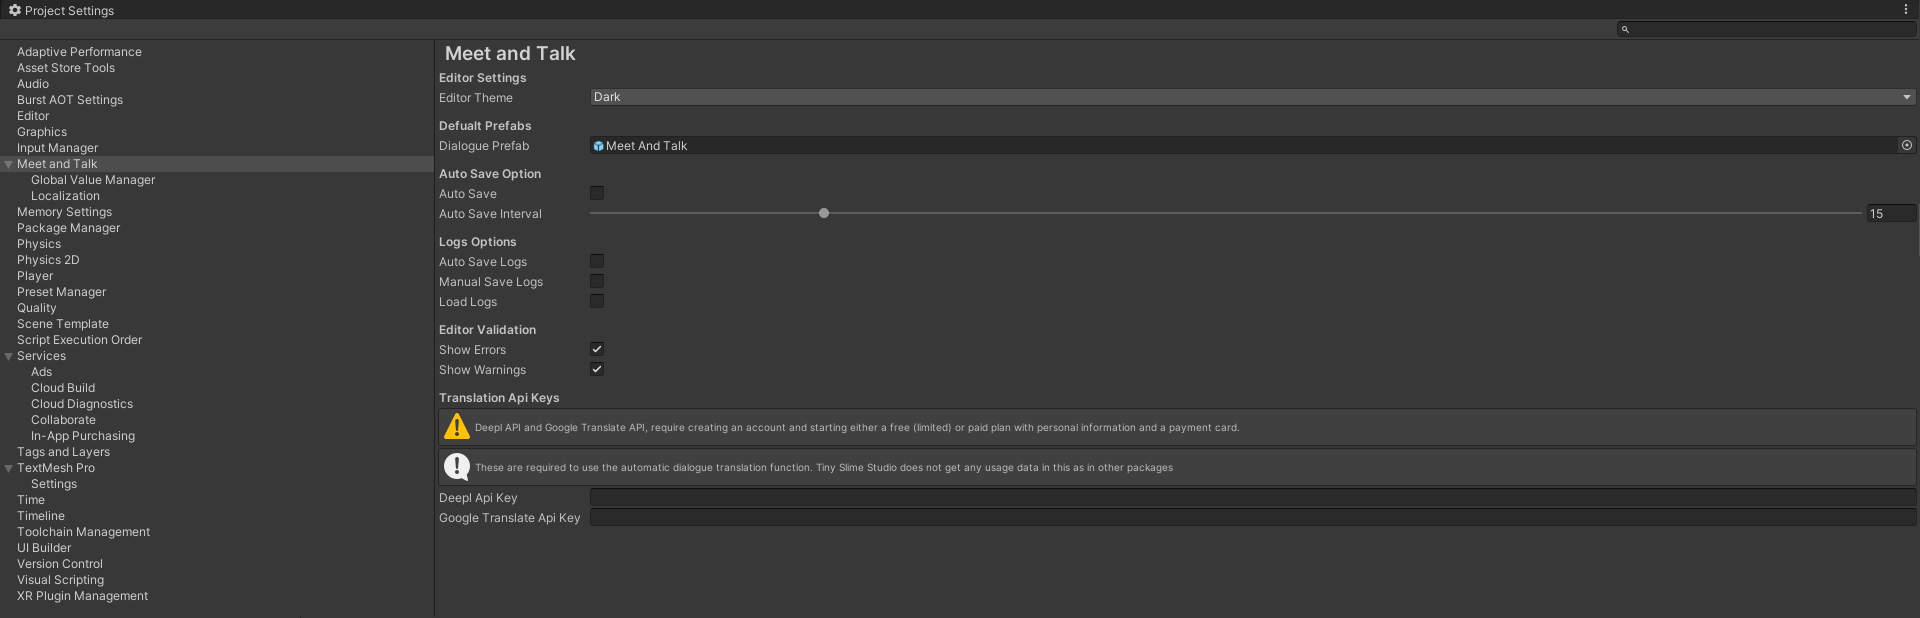 Project Settings
Adaptive Performance
Asset Store Tools
Audio
Burst AOT Settings
Editor
Graphics
Input Manager
Meet and Talk
Global Value Manager
Localization
Memory Settings
Package Manager
Physics
Physics 2D
Player
Preset Manager
Quality
Scene Template
Script Execution Order
Services
Ads
Cloud Build
Cloud Diagnostics
Collaborate
In-App Purchasing
Tags and Layers
TextMesh Pro
Settings
Time
Timeline
Toolchain Management
UI Builder
Version Control
Visual Scripting
XR Plugin Management
Meet and Talk
Editor Settings
Editor Theme Dark
Defualt Prefabs
Dialogue Prefab Meet And Talk
Auto Save Option
Auto Save
Auto Save Interval 15
Logs Options
Auto Save Logs
Manual Save Logs
Load Logs
Editor Validation
Show Errors
Show Warnings
Translation Api Keys
Deepl API and Google Translate API, require creating an account and starting either a free (limited) or paid plan with personal information and a payment card.
These are required to use the automatic dialogue translation function. Tiny Slime Studio does not get any usage data in this as in other packages
Deepl Api Key
Google Translate Api Key